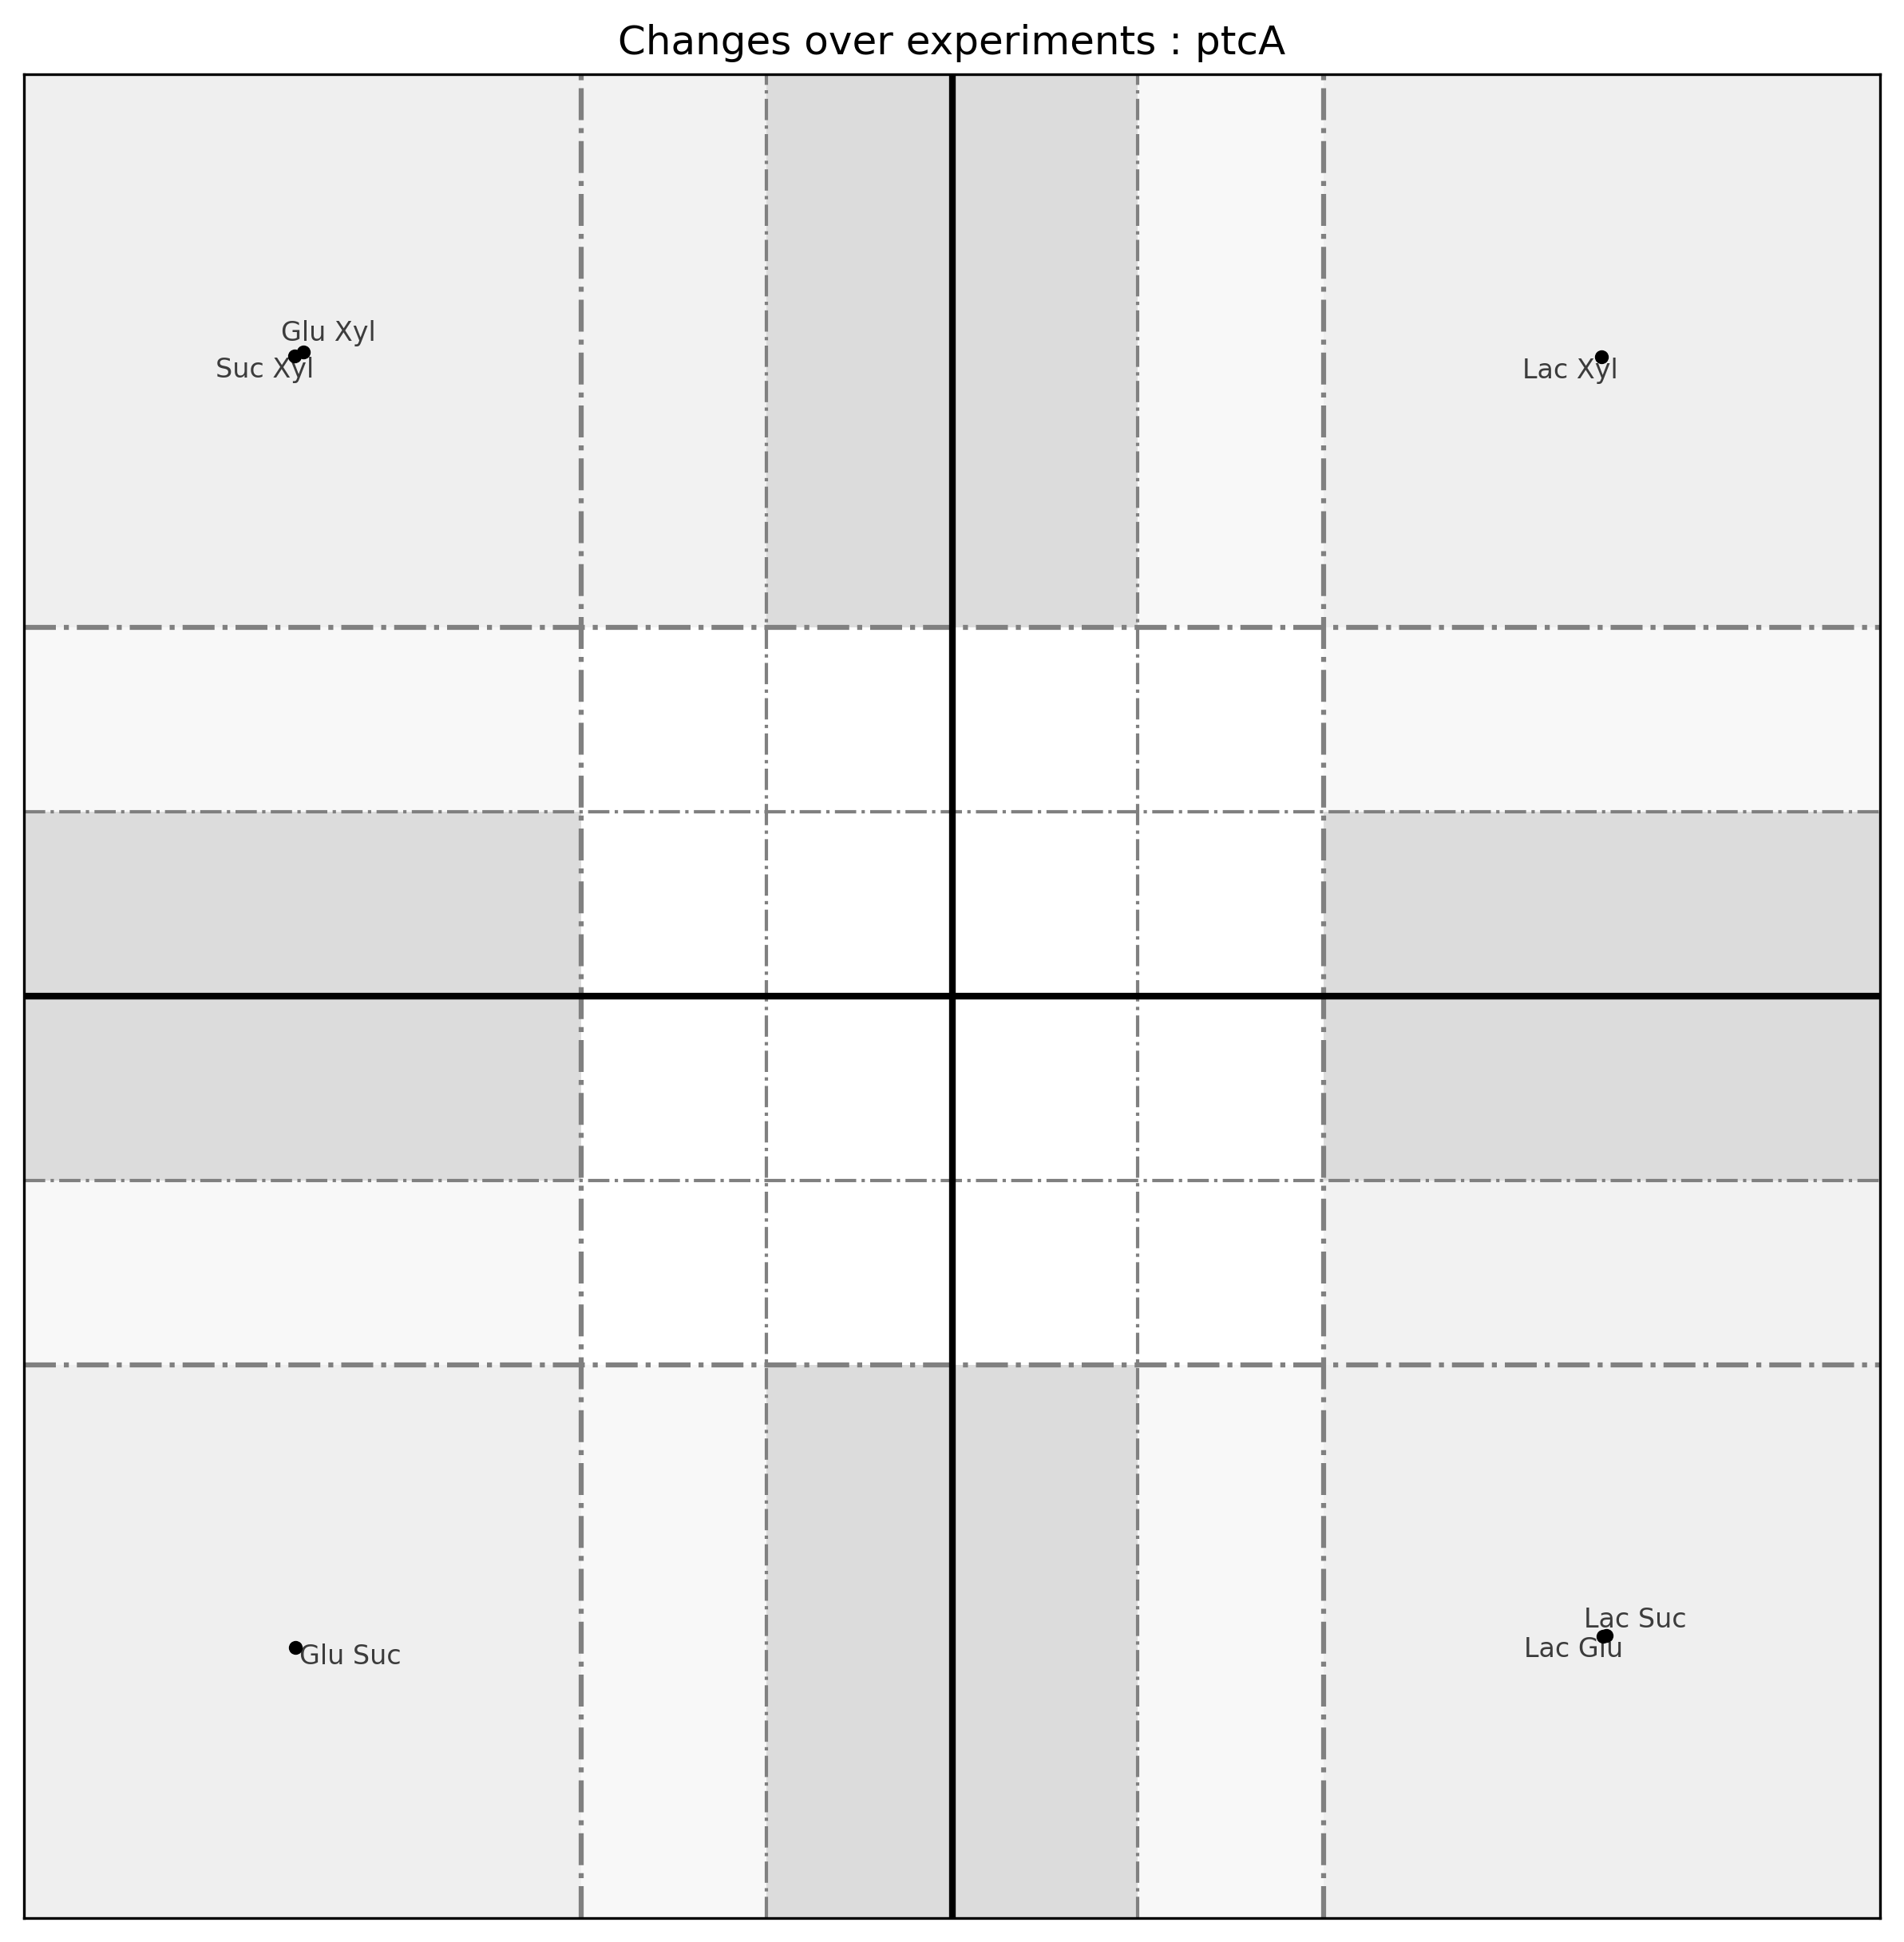 Changes over experiments : ptcA
Glu Xyl
Suc Xyl
Lac Xyl
Lac Suc
Lac Glu
Glu Suc